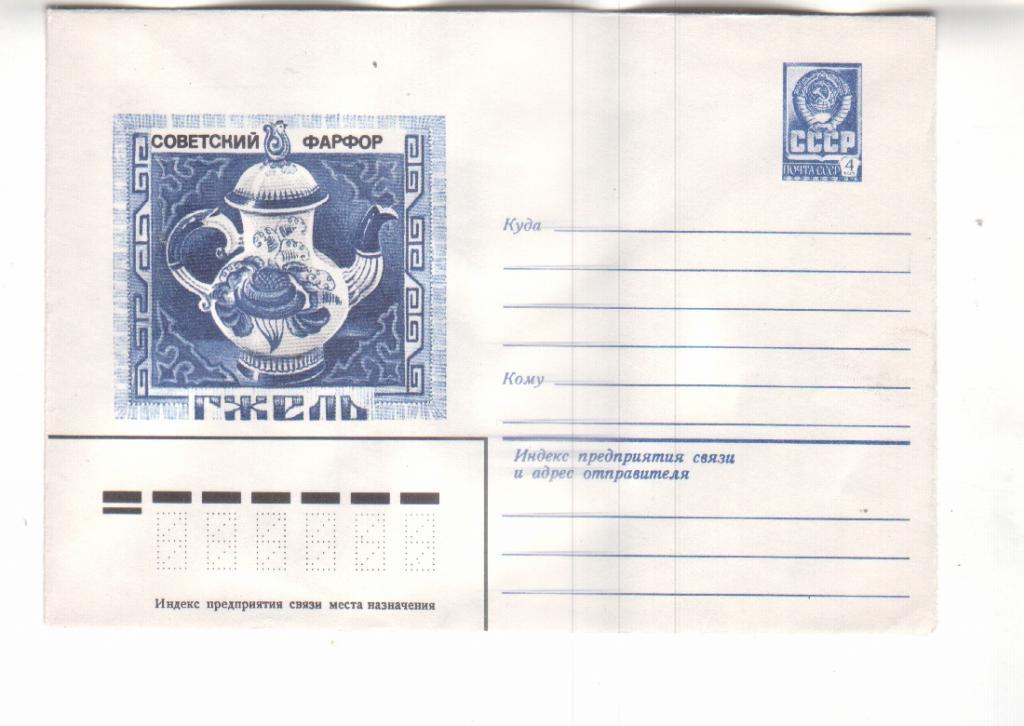 СОВЕТСКИЙ ФАРФОР
ГЖЕЛЬ
СССР
ПОЧТА СССР 4
Куда
Кому
Индекс предприятия связи
и адрес отправителя
Индекс предприятия связи места назначения